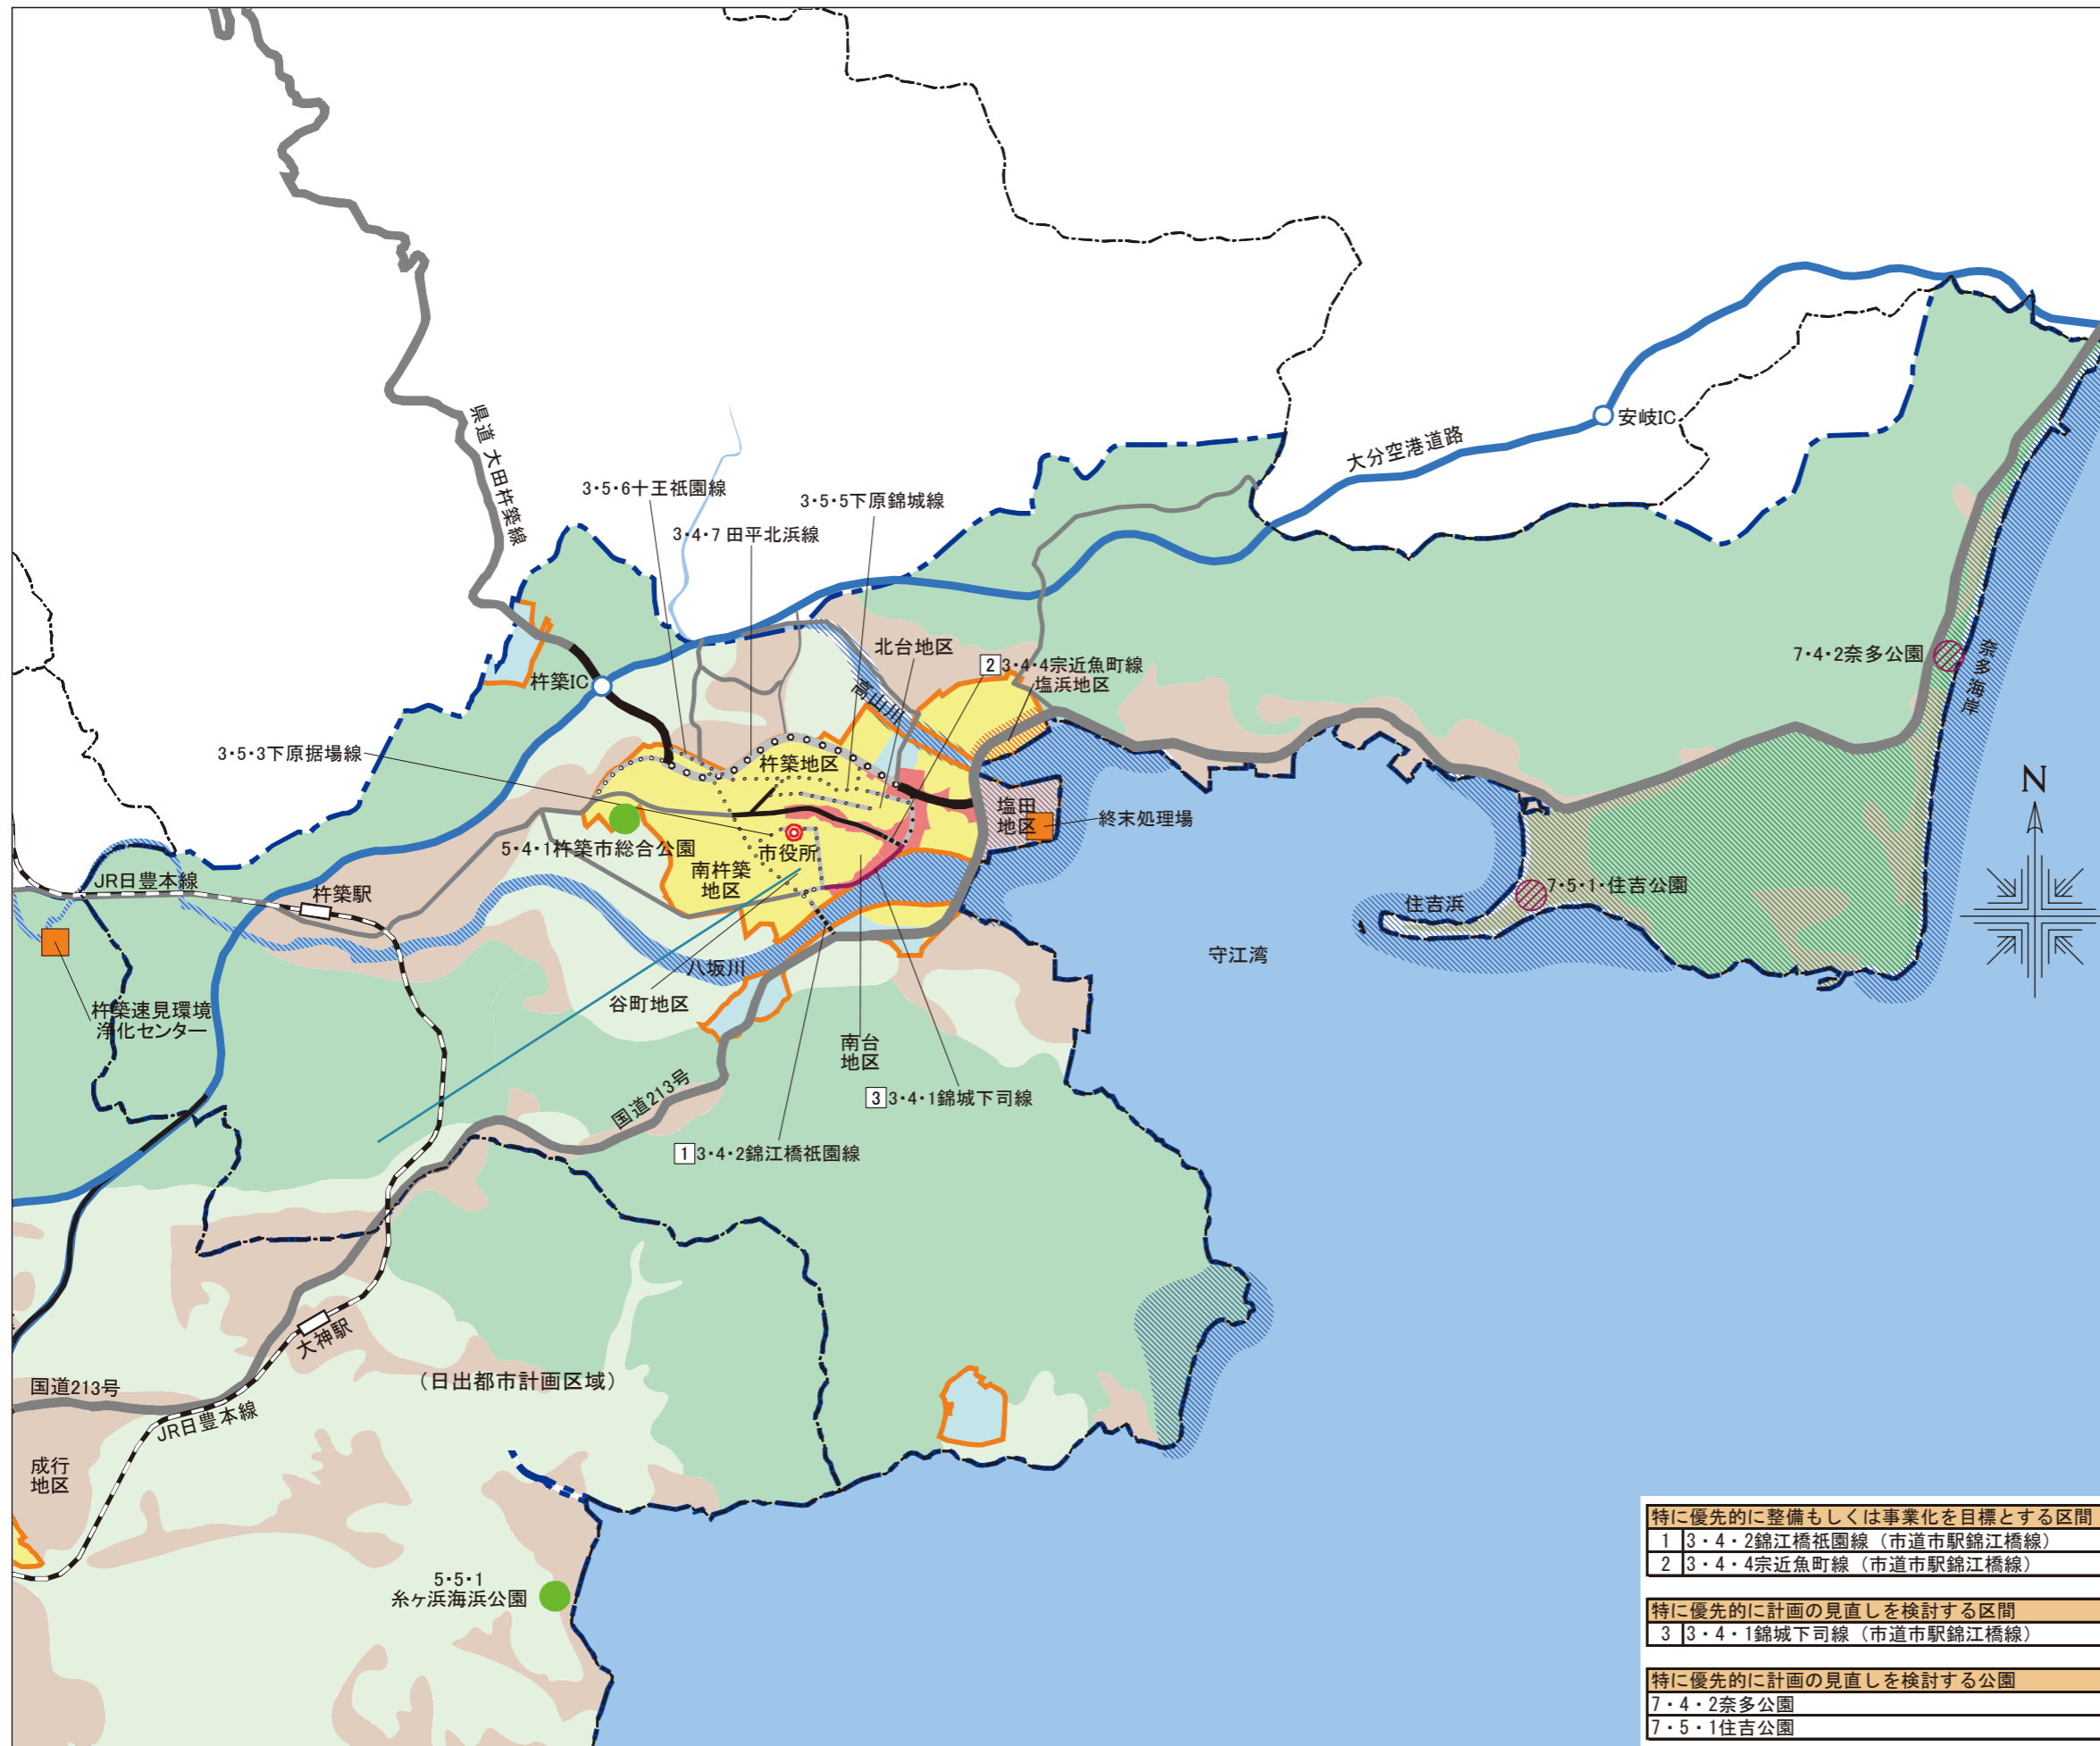 県道 大田杵築線
大分空港道路
安岐IC
3・5・6十王祇園線
3・5・5下原錦城線
3・4・7 田平北浜線
北台地区
2 3・4・4宗近魚町線
塩浜地区
高山川
杵築IC
7・4・2奈多公園
奈多海岸
3・5・3下原据場線
杵築地区
N
塩田
地区
終末処理場
5・4・1杵築市総合公園
市役所
南杵築
地区
JR日豊本線
杵築駅
7・5・1・住吉公園
住吉浜
守江湾
八坂川
谷町地区
杵築速見環境
浄化センター
南台
地区
国道213号
3 3・4・1錦城下司線
1 3・4・2錦江橋祇園線
大神駅
(日出都市計画区域)
国道213号
JR日豊本線
成行
地区
5・5・1
糸ヶ浜海浜公園
特に優先的に整備もしくは事業化を目標とする区間
1 3・4・2錦江橋祇園線(市道市駅錦江橋線)
2 3・4・4宗近魚町線(市道市駅錦江橋線)
特に優先的に計画の見直しを検討する区間
3 3・4・1錦城下司線(市道市駅錦江橋線)
特に優先的に計画の見直しを検討する公園
7・4・2奈多公園
7・5・1住吉公園